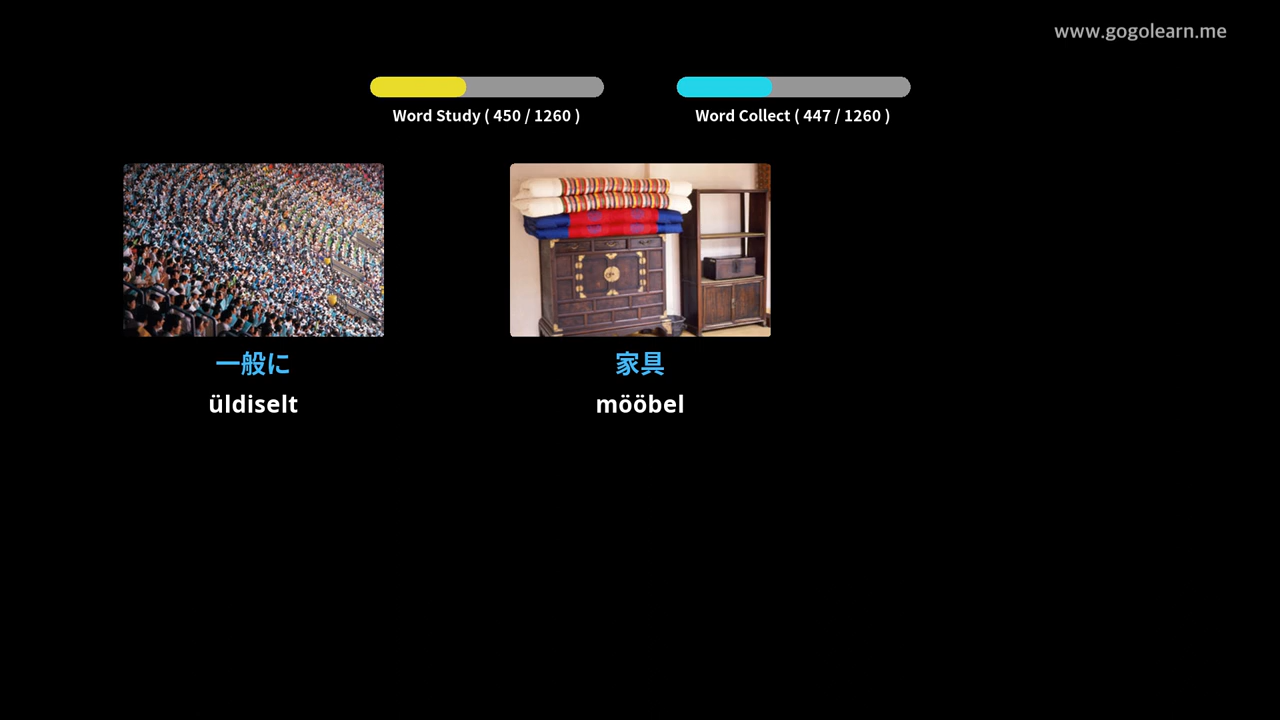 www.gogolearn.me
Word Study ( 450 / 1260 )
Word Collect ( 447 / 1260 )
一般に
üldiselt
家具
mööbel